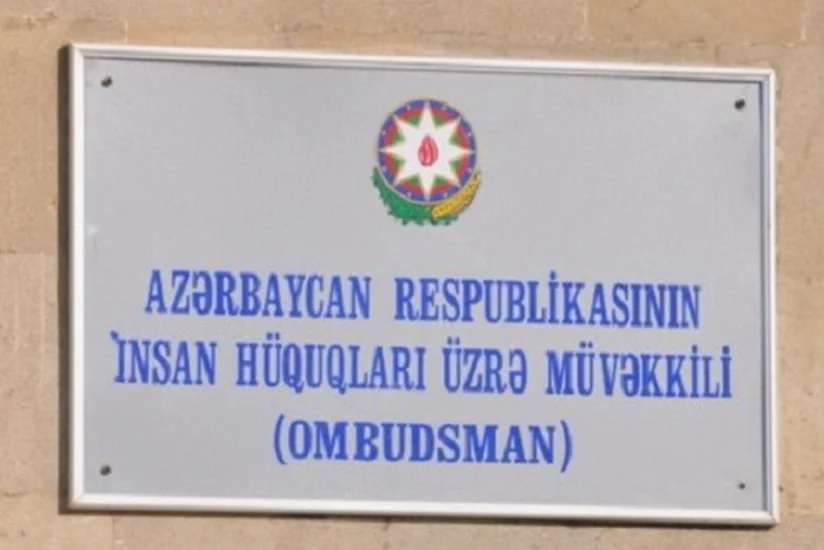 AZƏRBAYCAN RESPUBLİKASININ
İNSAN HÜQUQLARI ÜZRƏ MÜVƏKKİLİ
(OMBUDSMAN)